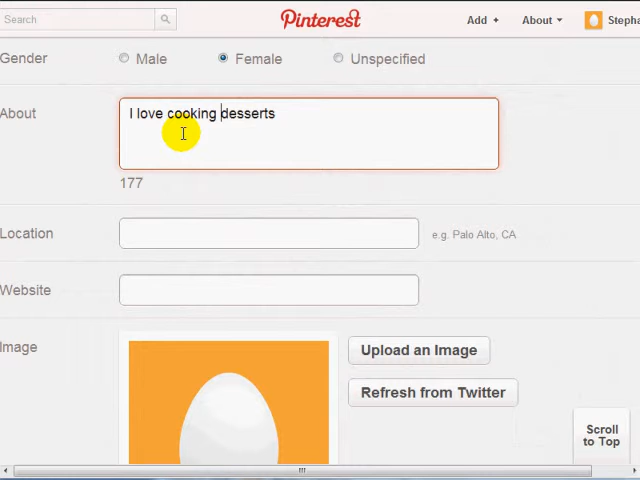 Search
Pinterest
Add +
About
Gender
Male
Female
Unspecified
About
I love cooking desserts
177
Location
e.g. Palo Alto, CA
Website
Image
Upload an Image
Refresh from Twitter
Scroll
to Top